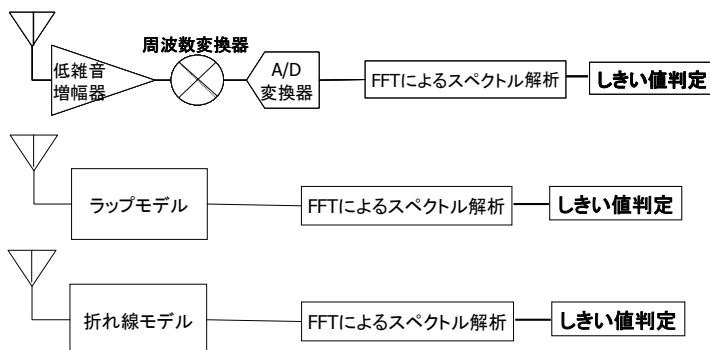 周波数変換器
低雑音
増幅器
A/D
変換器
FFTによるスペクトル解析
しきい値判定
ラップモデル
FFTによるスペクトル解析
しきい値判定
折れ線モデル
FFTによるスペクトル解析
しきい値判定